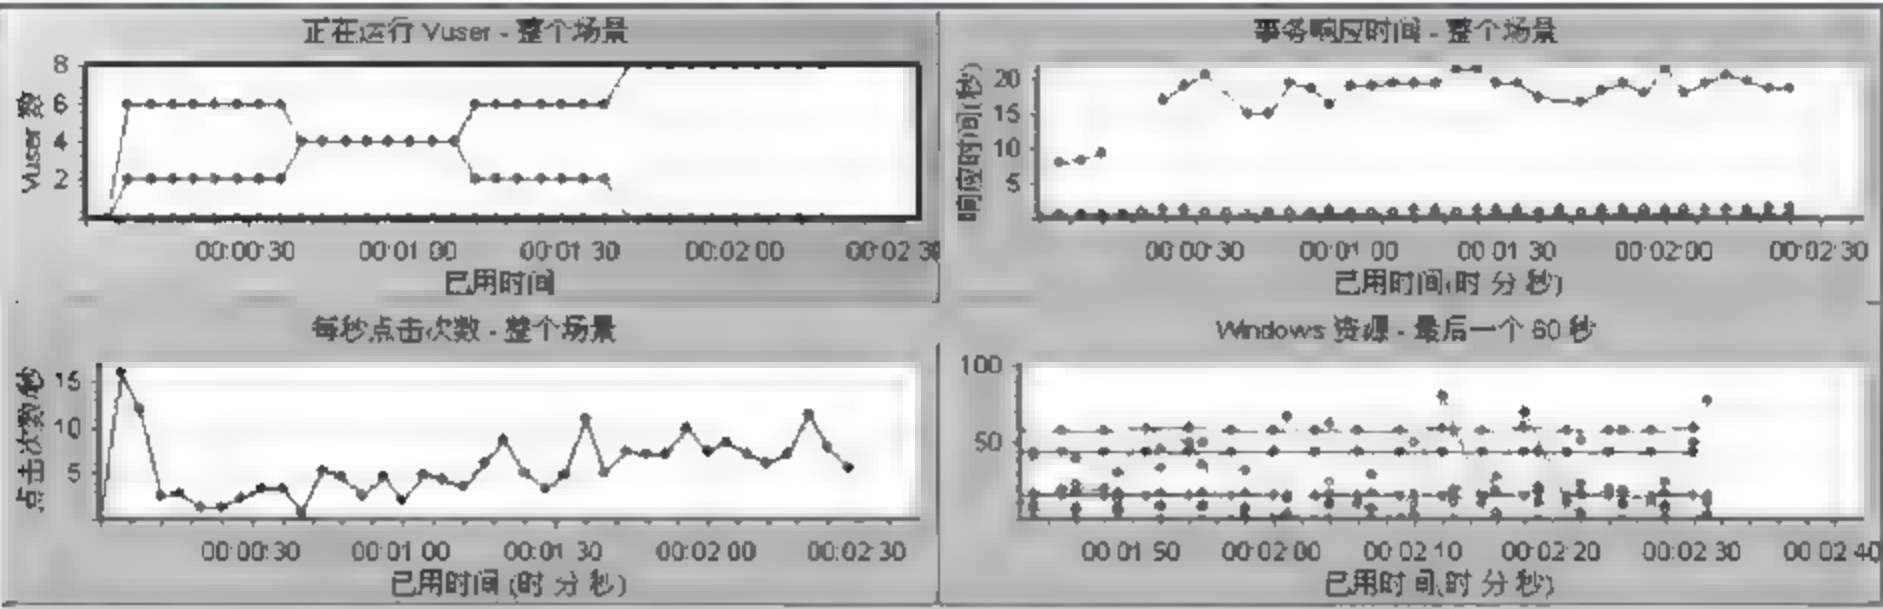 正在运行 Vuser - 整个场景
Vuser 数
8
6
4
2
00:00:30 00:01:00 00:01:30 00:02:00 00:02:30
已用时间
事务响应时间 - 整个场景
响应时间(秒)
20
15
10
5
00:00:30 00:01:00 00:01:30 00:02:00 00:02:30
已用时间(时:分:秒)
每秒点击次数 - 整个场景
点击次数/秒
15
10
5
00:00:30 00:01:00 00:01:30 00:02:00 00:02:30
已用时间 (时:分:秒)
Windows 资源 - 最后一个 60 秒
100
50
00:01:50 00:02:00 00:02:10 00:02:20 00:02:30 00:02:40
已用时间(时:分:秒)